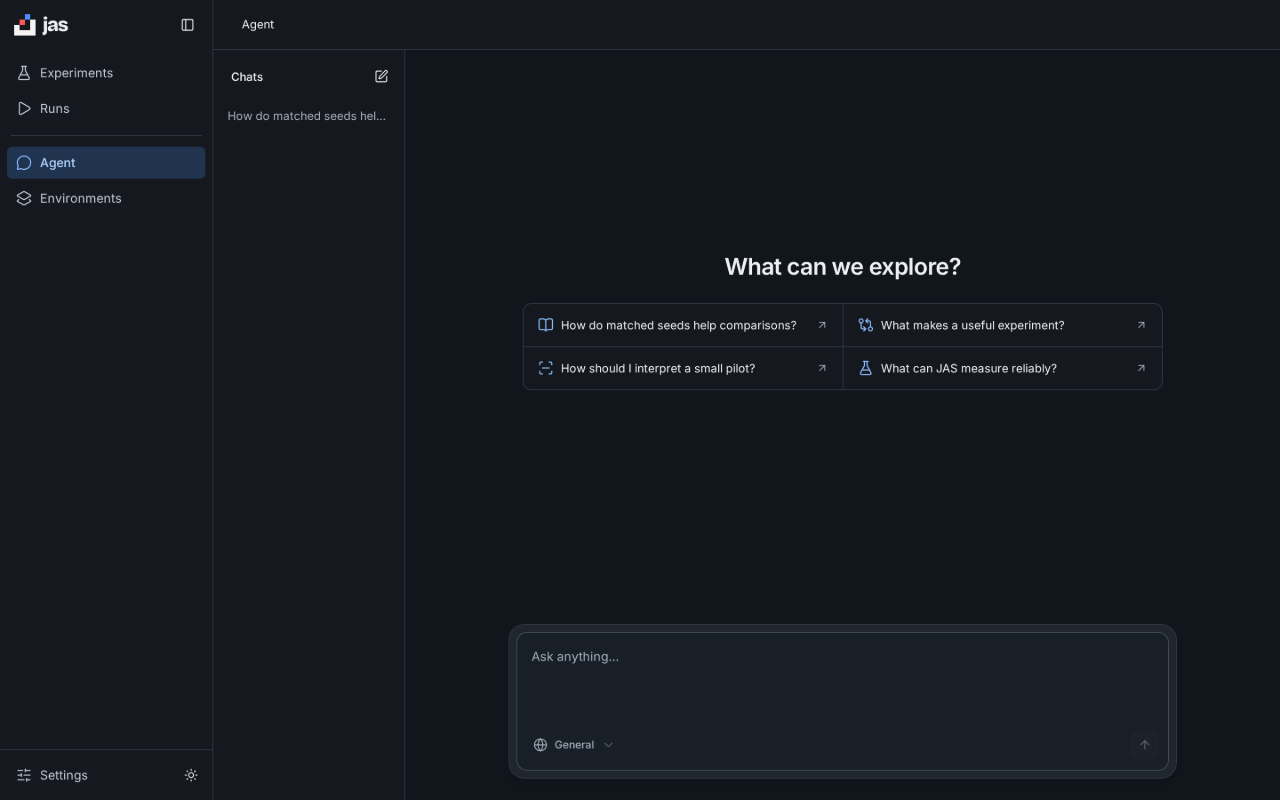 jas
Experiments
Runs
Agent
Environments
Settings
Agent
Chats
How do matched seeds hel...
What can we explore?
How do matched seeds help comparisons?
What makes a useful experiment?
How should I interpret a small pilot?
What can JAS measure reliably?
Ask anything...
General